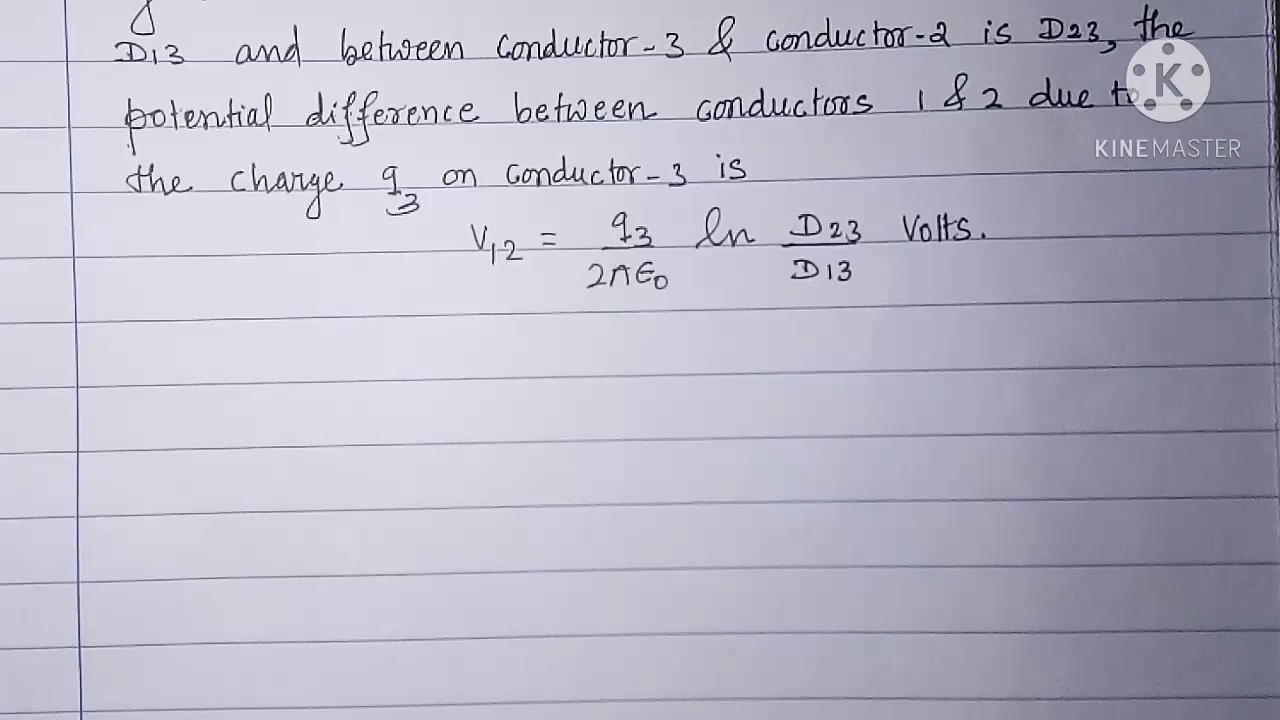 D13 and between conductor-3 & conductor-2 is D23, the
potential difference between conductors 1 & 2 due to
the charge q3 on conductor-3 is
V12 = q3/2πϵ0 ln D23/D13 Volts.
K
KINEMASTER